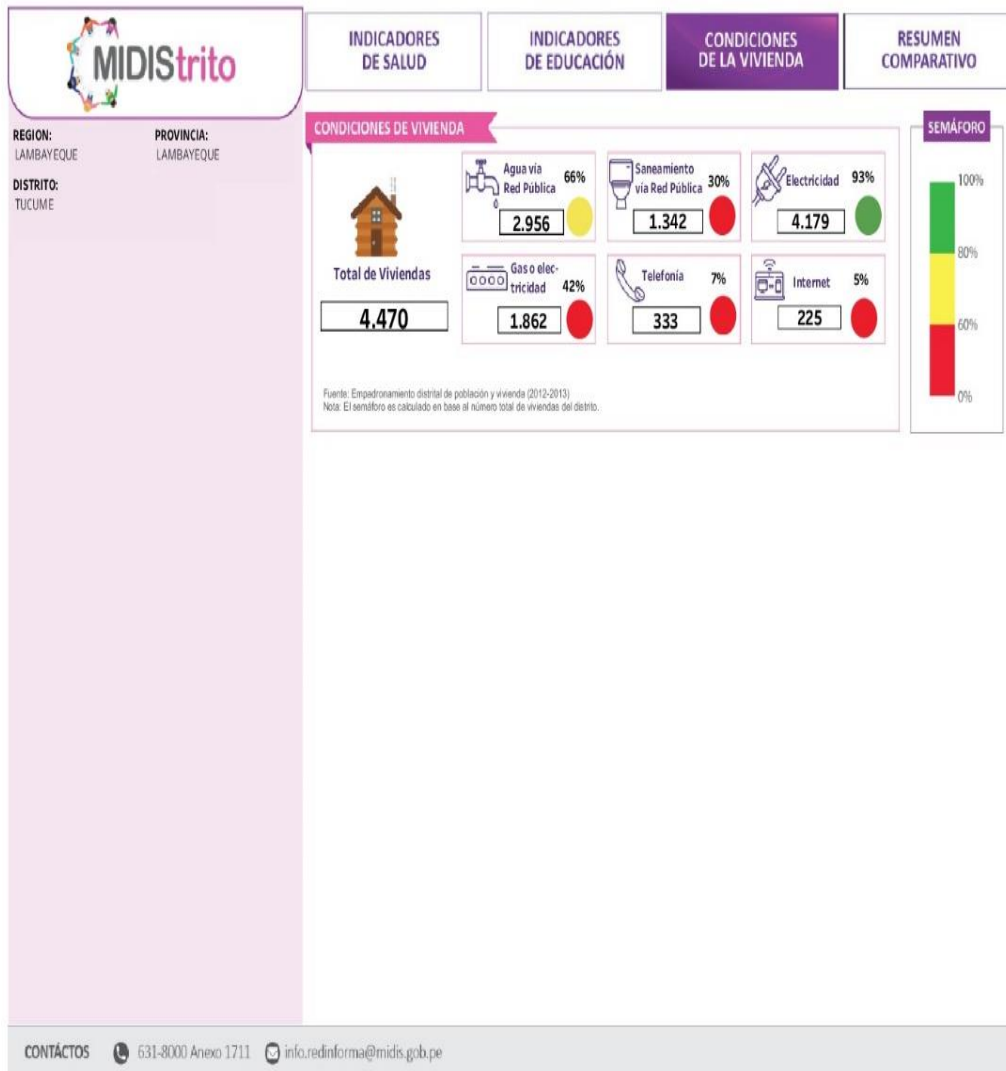 MIDIStrito
INDICADORES
DE SALUD
INDICADORES
DE EDUCACIÓN
CONDICIONES
DE LA VIVIENDA
RESUMEN
COMPARATIVO
REGION:
LAMBAYEQUE
PROVINCIA:
LAMBAYEQUE
DISTRITO:
TUCUME
CONDICIONES DE VIVIENDA
Total de Viviendas
4.470
Agua vía
Red Pública
66%
2.956
Saneamiento
vía Red Pública
30%
1.342
Electricidad
93%
4.179
Gas o elec-
tricidad
42%
1.862
Telefonía
7%
333
Internet
5%
225
Fuente: Empadronamiento distrital de población y vivienda (2012-2013)
Nota: El semáforo es calculado en base al número total de viviendas del distrito.
SEMÁFORO
100%
80%
60%
0%
CONTÁCTOS 631-8000 Anexo 1711 info.redinforma@midis.gob.pe